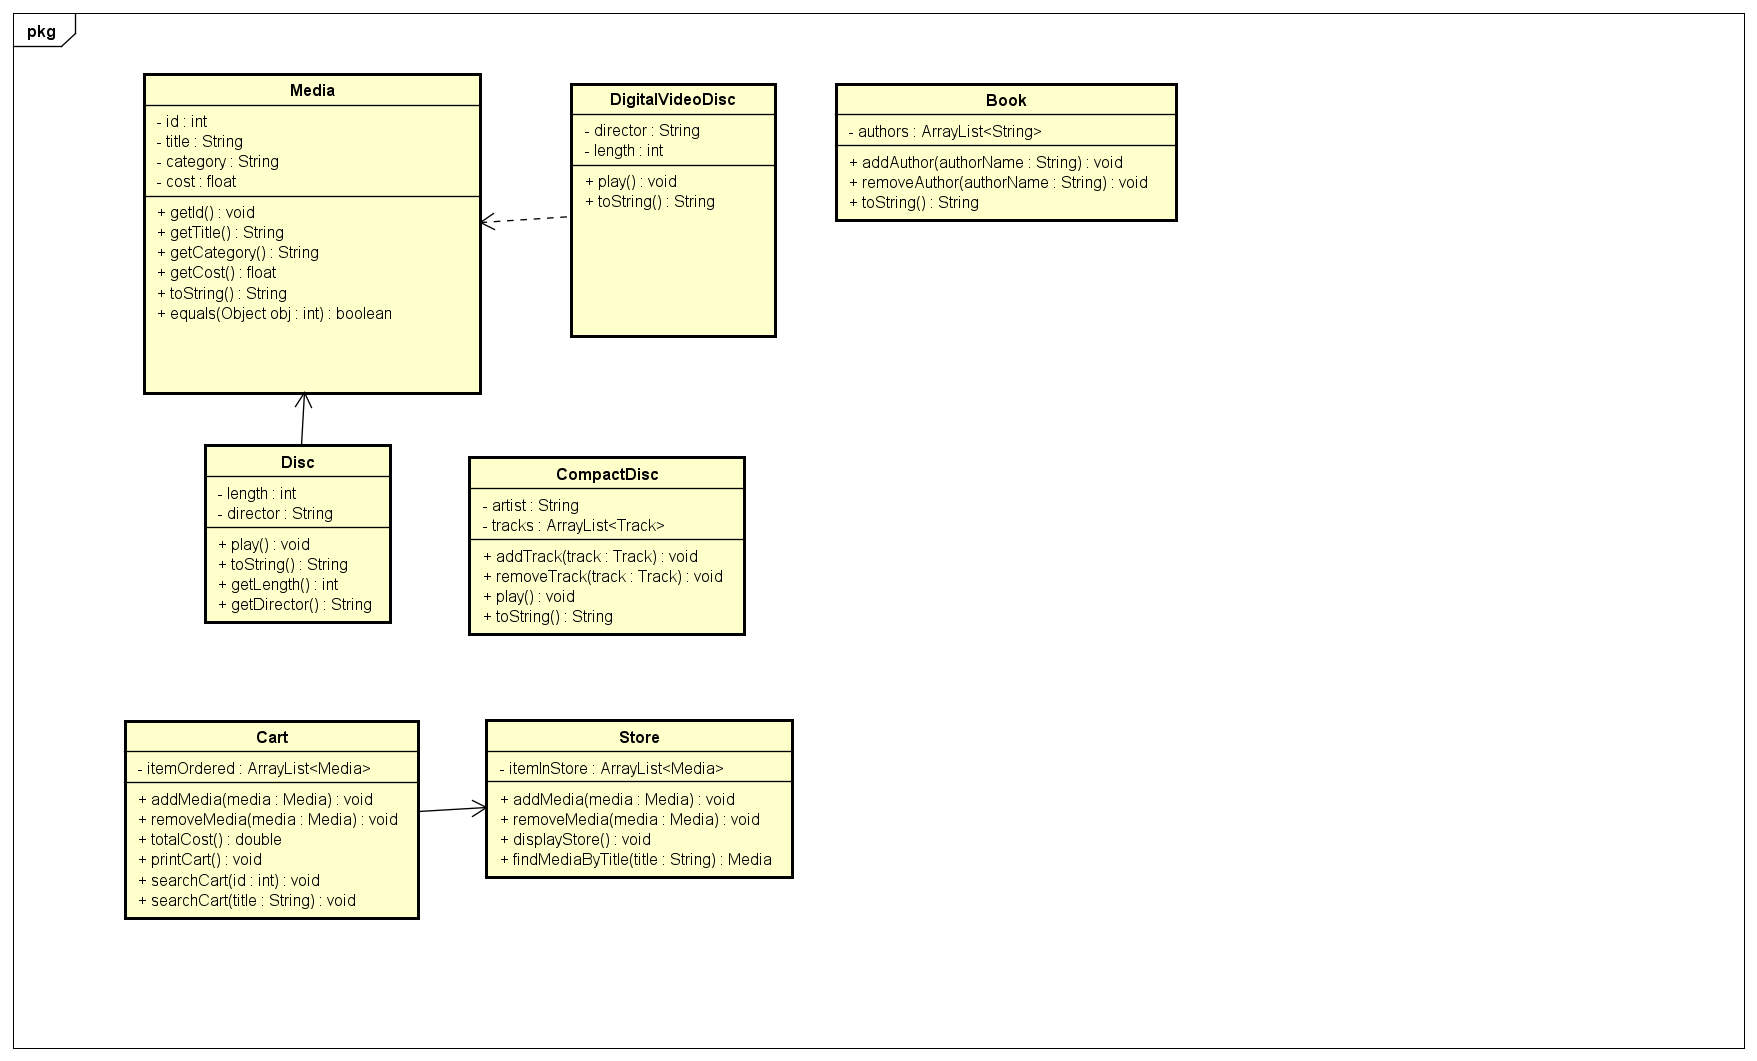 pkg
Media
- id : int
- title : String
- category : String
- cost : float
+ getId() : void
+ getTitle() : String
+ getCategory() : String
+ getCost() : float
+ toString() : String
+ equals(Object obj : int) : boolean
DigitalVideoDisc
- director : String
- length : int
+ play() : void
+ toString() : String
Book
- authors : ArrayList<String>
+ addAuthor(authorName : String) : void
+ removeAuthor(authorName : String) : void
+ toString() : String
Disc
- length : int
- director : String
+ play() : void
+ toString() : String
+ getLength() : int
+ getDirector() : String
CompactDisc
- artist : String
- tracks : ArrayList<Track>
+ addTrack(track : Track) : void
+ removeTrack(track : Track) : void
+ play() : void
+ toString() : String
Cart
- itemOrdered : ArrayList<Media>
+ addMedia(media : Media) : void
+ removeMedia(media : Media) : void
+ totalCost() : double
+ printCart() : void
+ searchCart(id : int) : void
+ searchCart(title : String) : void
Store
- itemInStore : ArrayList<Media>
+ addMedia(media : Media) : void
+ removeMedia(media : Media) : void
+ displayStore() : void
+ findMediaByTitle(title : String) : Media